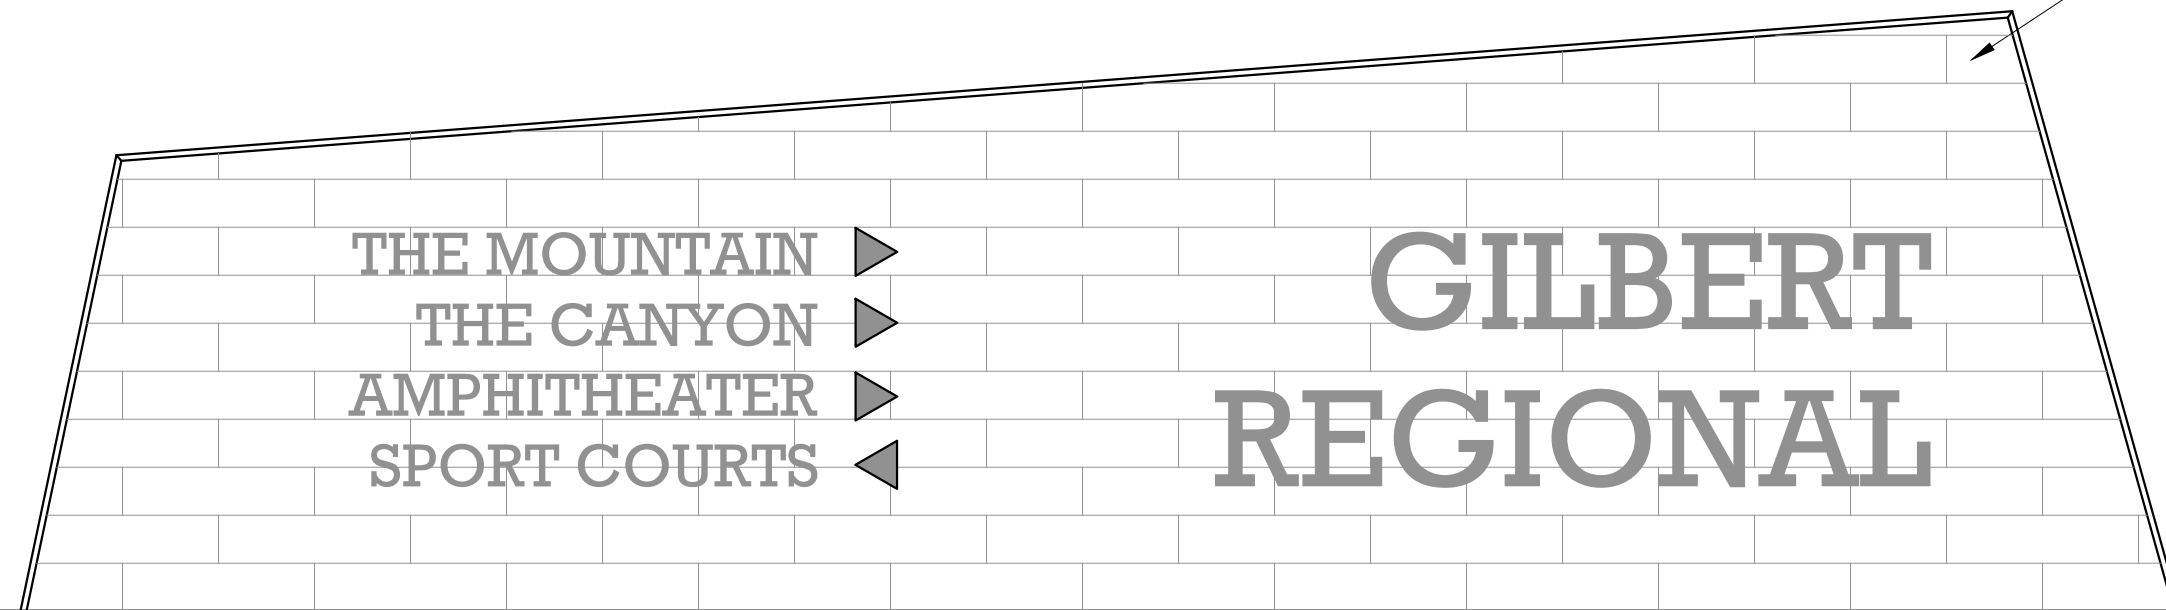 THE MOUNTAIN
THE CANYON
AMPHITHEATER
SPORT COURTS
GILBERT
REGIONAL